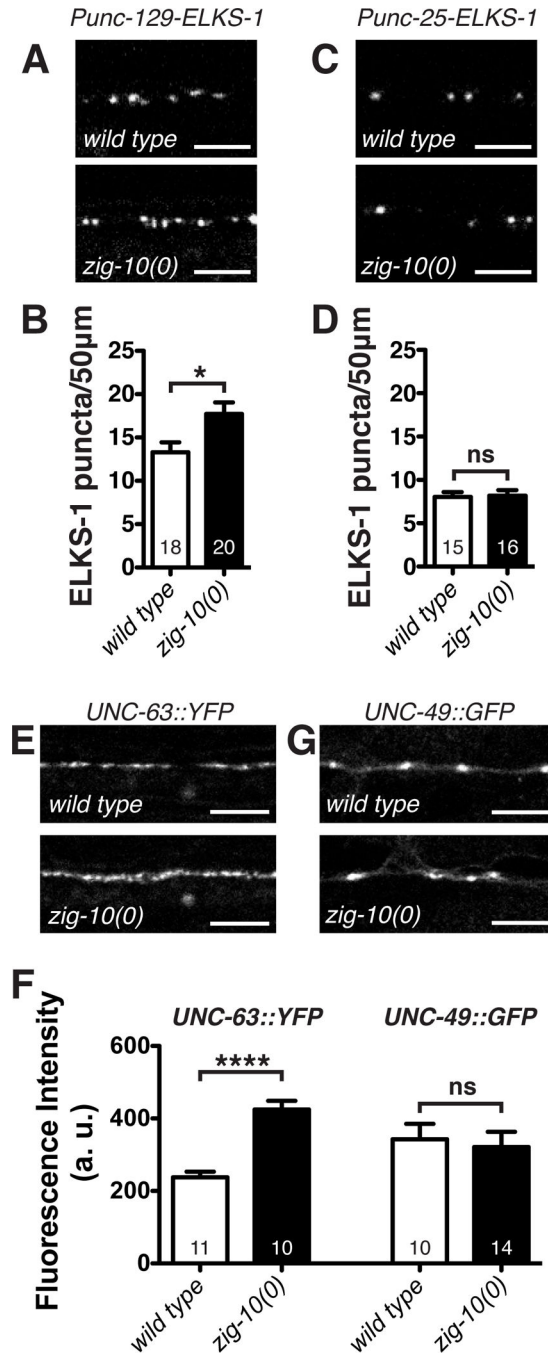 Punc-129-ELKS-1
Punc-25-ELKS-1
A
wild type
zig-10(0)
C
wild type
zig-10(0)
B
ELKS-1 puncta/50µm
25
20
15
10
5
0
*
18
20
wild type
zig-10(0)
D
ELKS-1 puncta/50µm
25
20
15
10
5
0
ns
15
16
wild type
zig-10(0)
UNC-63::YFP
UNC-49::GFP
E
wild type
zig-10(0)
G
wild type
zig-10(0)
F
Fluorescence Intensity
(a. u.)
UNC-63::YFP
UNC-49::GFP
600
400
200
0
****
ns
11
10
10
14
wild type
zig-10(0)
wild type
zig-10(0)